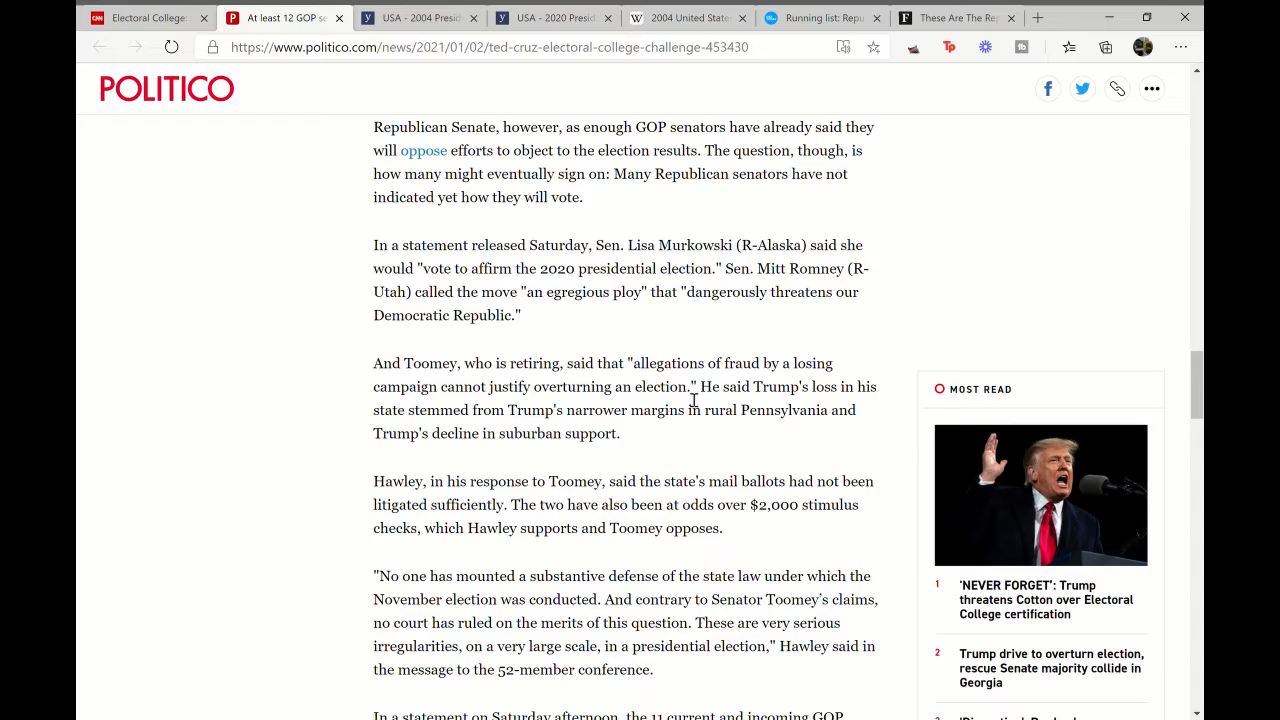 Electoral College:
At least 12 GOP se
USA - 2004 Presid
USA - 2020 Presid
2004 United State
Running list: Repu
These Are The Rep
https://www.politico.com/news/2021/01/02/ted-cruz-electoral-college-challenge-453430
POLITICO
Republican Senate, however, as enough GOP senators have already said they
will oppose efforts to object to the election results. The question, though, is
how many might eventually sign on: Many Republican senators have not
indicated yet how they will vote.
In a statement released Saturday, Sen. Lisa Murkowski (R-Alaska) said she
would "vote to affirm the 2020 presidential election." Sen. Mitt Romney (R-
Utah) called the move "an egregious ploy" that "dangerously threatens our
Democratic Republic."
And Toomey, who is retiring, said that "allegations of fraud by a losing
campaign cannot justify overturning an election." He said Trump's loss in his
state stemmed from Trump's narrower margins in rural Pennsylvania and
Trump's decline in suburban support.
Hawley, in his response to Toomey, said the state's mail ballots had not been
litigated sufficiently. The two have also been at odds over $2,000 stimulus
checks, which Hawley supports and Toomey opposes.
"No one has mounted a substantive defense of the state law under which the
November election was conducted. And contrary to Senator Toomey's claims,
no court has ruled on the merits of this question. These are very serious
irregularities, on a very large scale, in a presidential election," Hawley said in
the message to the 52-member conference.
In a statement on Saturday afternoon, the 11 current and incoming GOP
MOST READ
1 'NEVER FORGET': Trump
threatens Cotton over Electoral
College certification
2 Trump drive to overturn election,
rescue Senate majority collide in
Georgia